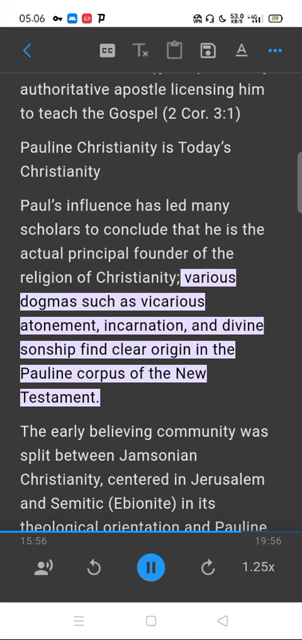 05.06
53.0 KB/S
4G
89
CC
A
authoritative apostle licensing him
to teach the Gospel (2 Cor. 3:1)
Pauline Christianity is Today’s
Christianity
Paul’s influence has led many
scholars to conclude that he is the
actual principal founder of the
religion of Christianity; various
dogmas such as vicarious
atonement, incarnation, and divine
sonship find clear origin in the
Pauline corpus of the New
Testament.
The early believing community was
split between Jamsonian
Christianity, centered in Jerusalem
and Semitic (Ebionite) in its
theological orientation and Pauline
15:56
19:56
1.25x